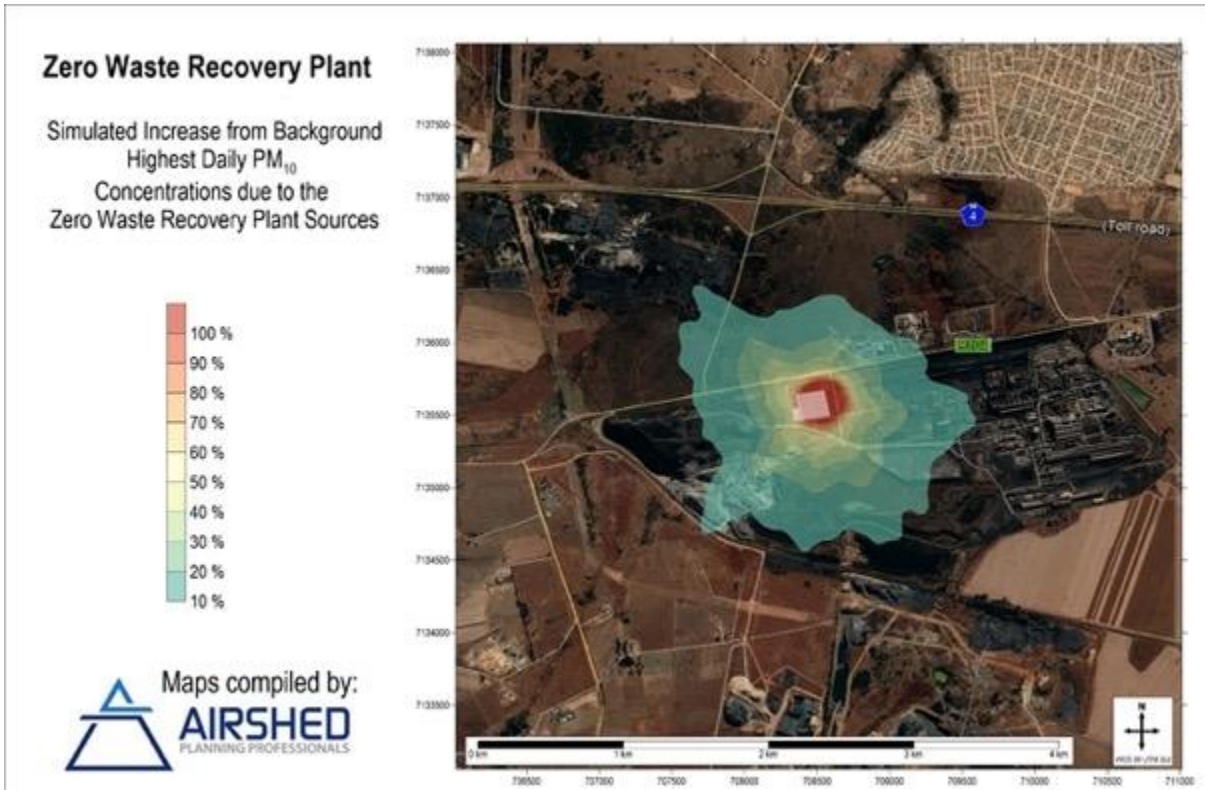 Zero Waste Recovery Plant
Simulated Increase from Background
Highest Daily PM₁₀
Concentrations due to the
Zero Waste Recovery Plant Sources
100 %
90 %
80 %
70 %
60 %
50 %
40 %
30 %
20 %
10 %
Maps compiled by:
AIRSHED
PLANNING PROFESSIONALS
7138000
7137500
7137000
7136500
7136000
7135500
7135000
7134500
7134000
7133500
4
(Toll road)
N
0 km
1 km
2 km
3 km
4 km
706500
707000
707500
708000
708500
709000
709500
710000
710500
711000